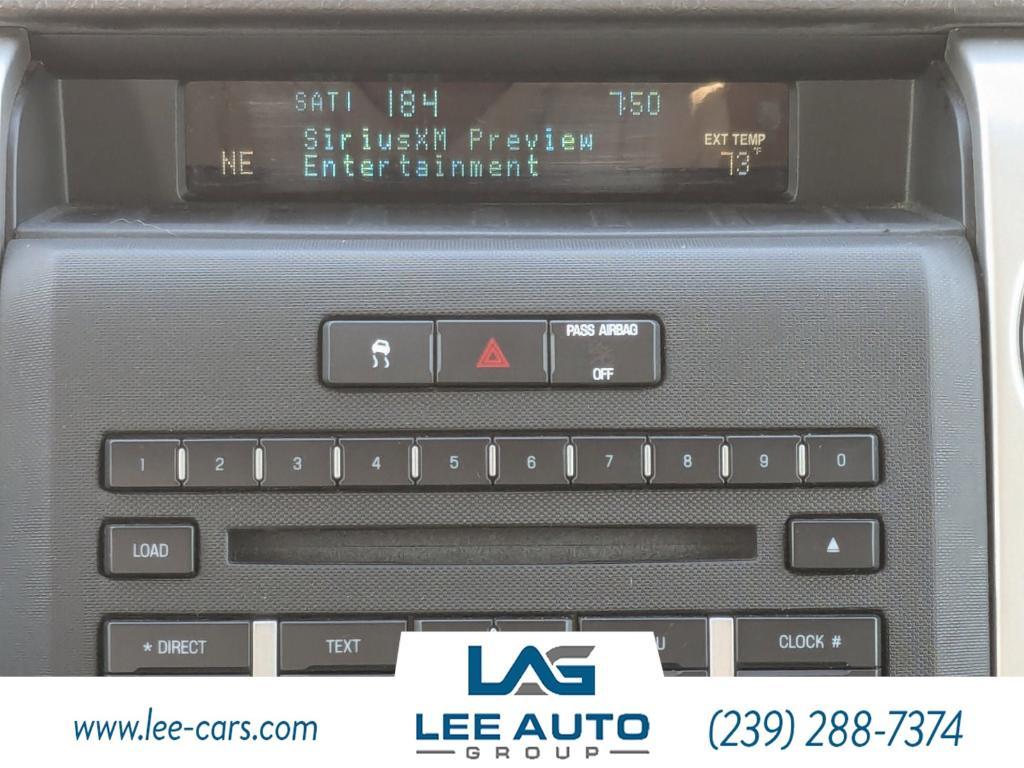 SAT1 184 7:50
SiriusXM Preview
EXT TEMP
NE Entertainment 73°F
PASS AIRBAG
OFF
1 2 3 4 5 6 7 8 9 0
LOAD
* DIRECT TEXT CLOCK #
LAG
www.lee-cars.com LEE AUTO (239) 288-7374
GROUP